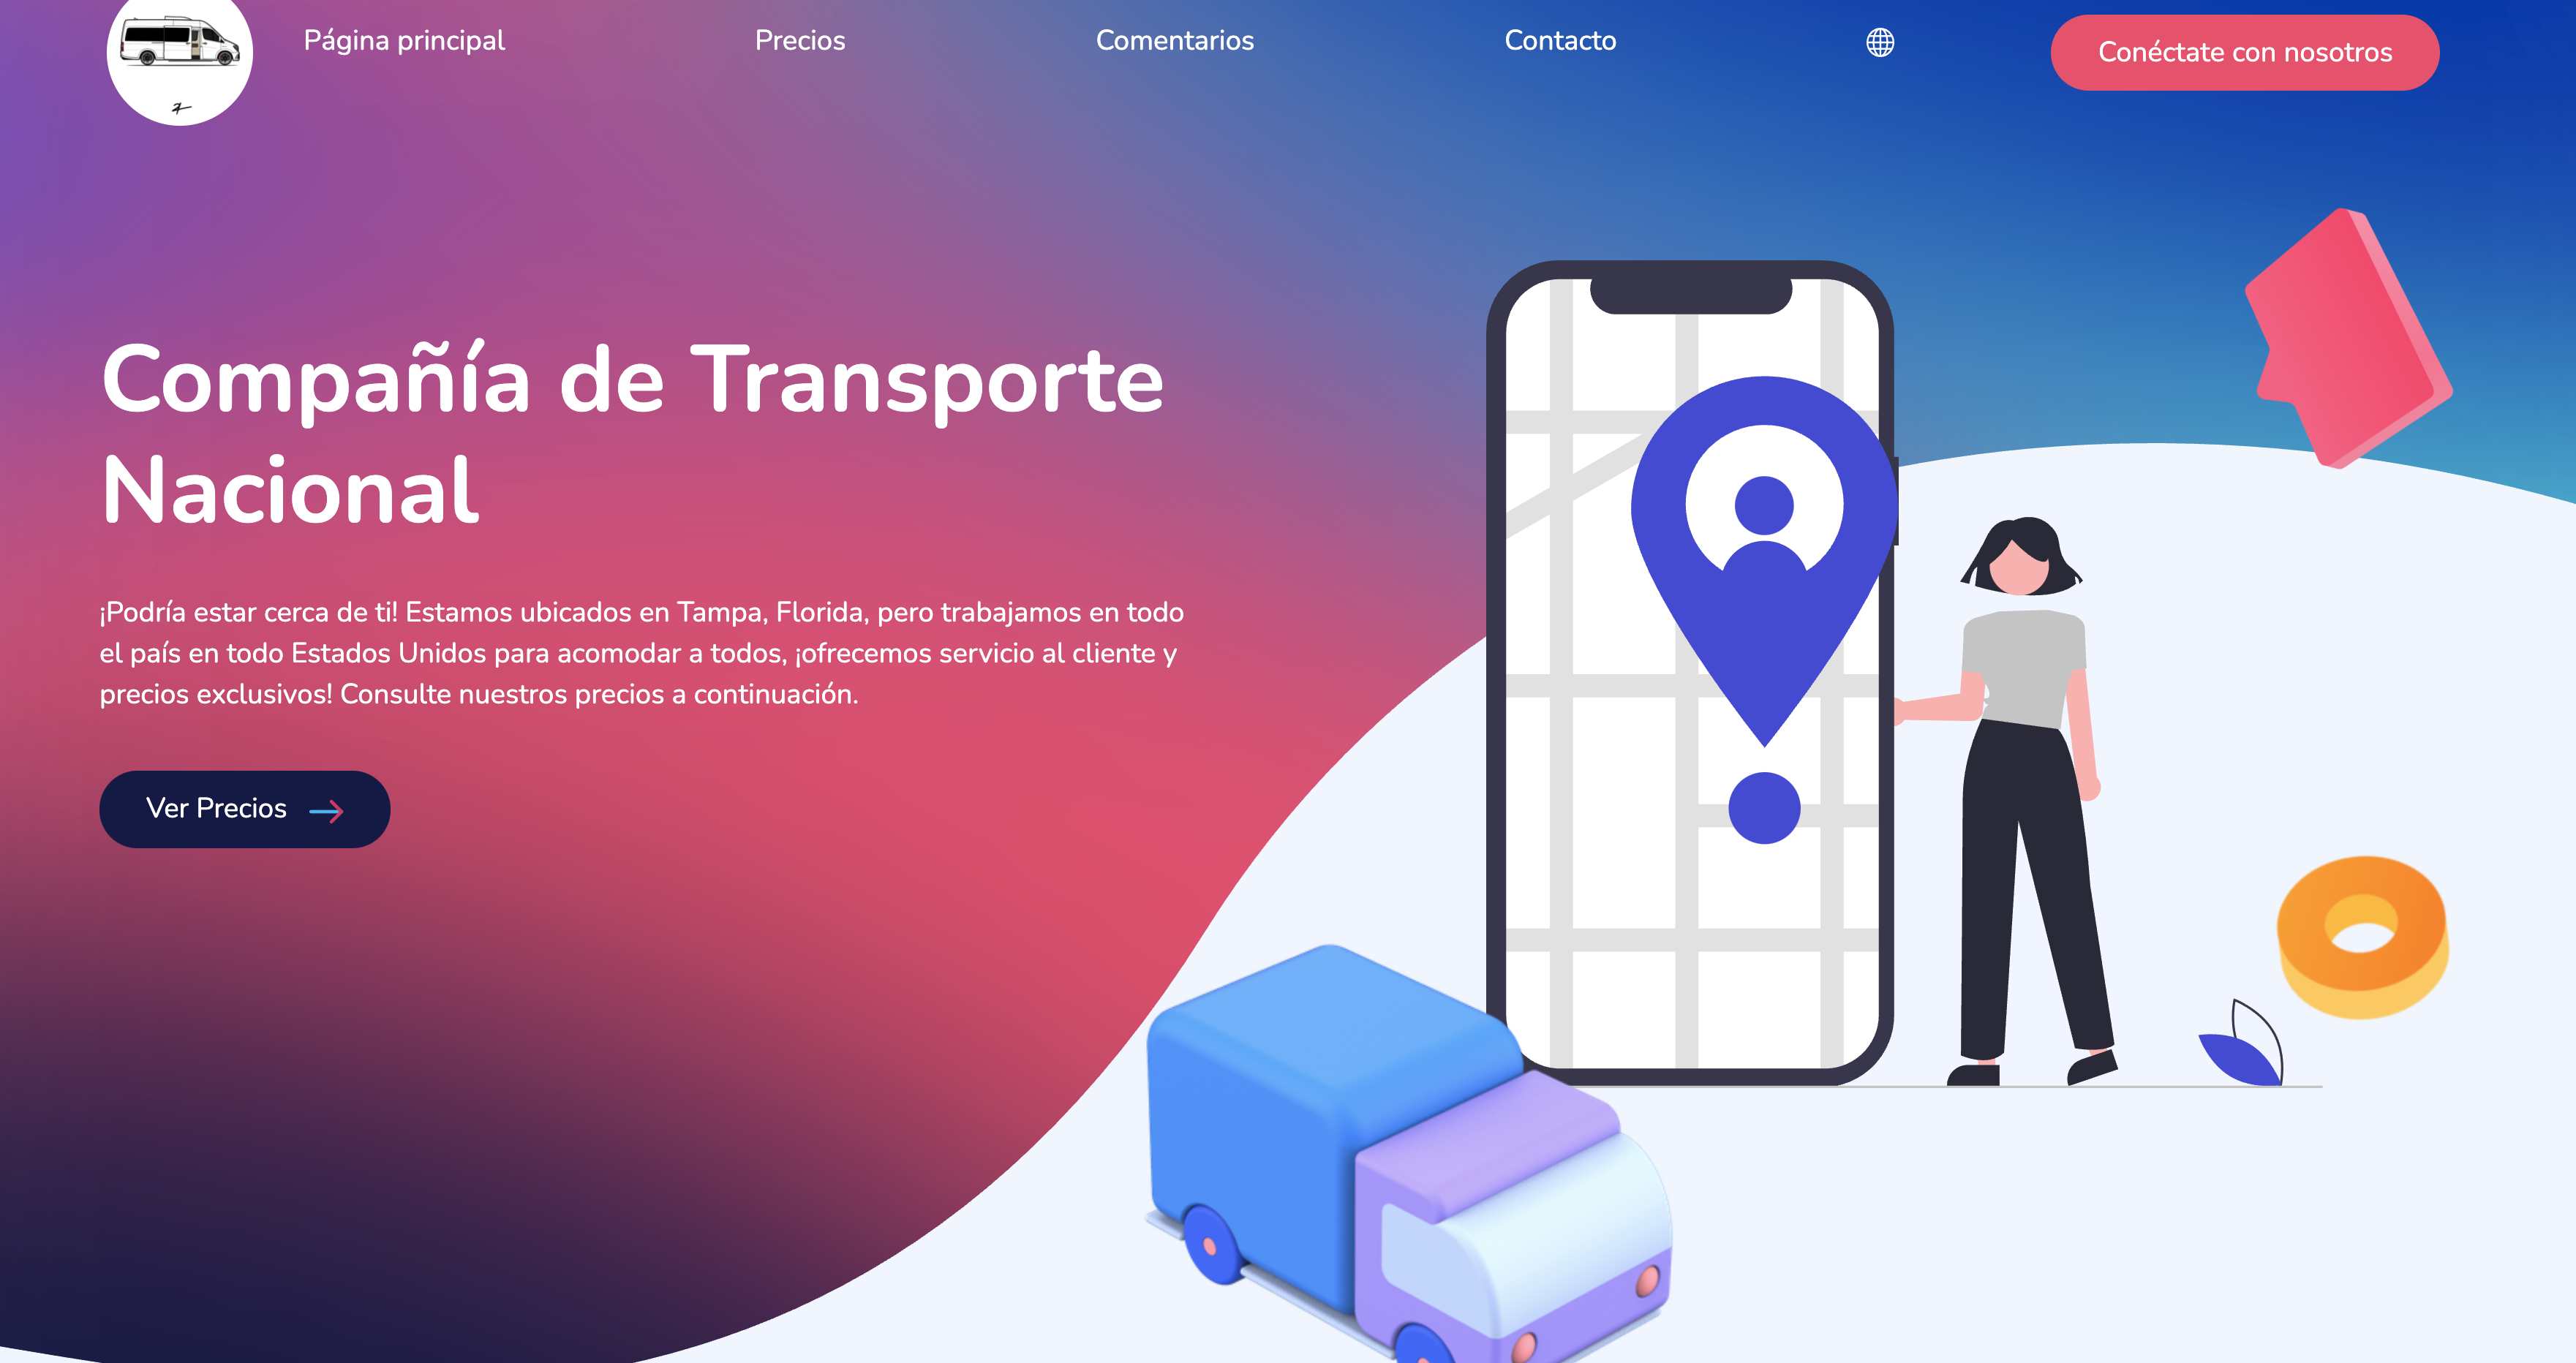 Página principal
Precios
Comentarios
Contacto
Conéctate con nosotros
Compañía de Transporte
Nacional
¡Podría estar cerca de ti! Estamos ubicados en Tampa, Florida, pero trabajamos en todo
el país en todo Estados Unidos para acomodar a todos, ¡ofrecemos servicio al cliente y
precios exclusivos! Consulte nuestros precios a continuación.
Ver Precios